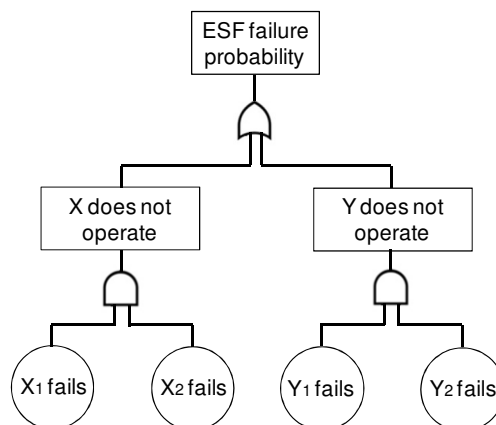 ESF failure
probability
X does not
operate
Y does not
operate
X1 fails
X2 fails
Y1 fails
Y2 fails